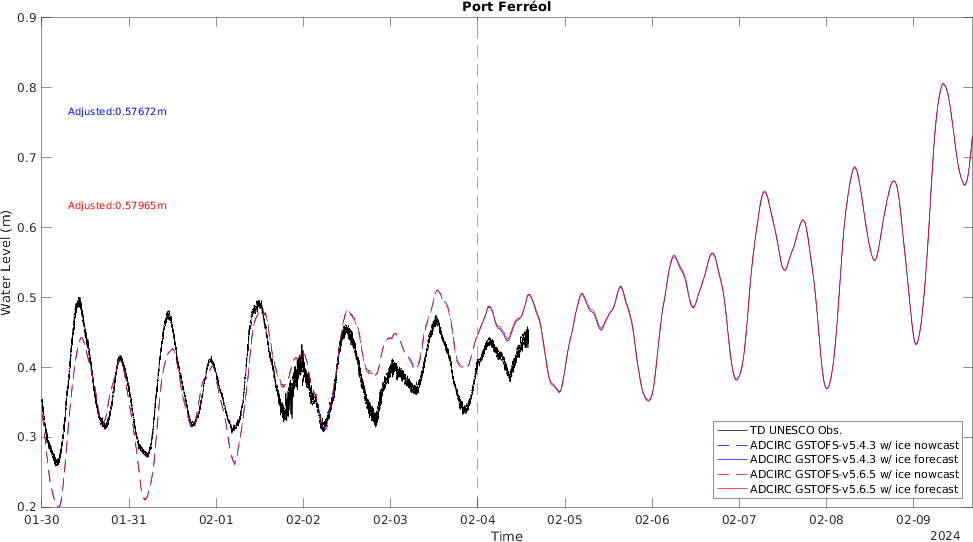 Port Ferréol
0.9
0.8
0.7
0.6
0.5
0.4
0.3
0.2
Water Level (m)
Adjusted:0.57672m
Adjusted:0.57965m
TD UNESCO Obs.
ADCIRC GSTOFS-v5.4.3 w/ ice nowcast
ADCIRC GSTOFS-v5.4.3 w/ ice forecast
ADCIRC GSTOFS-v5.6.5 w/ ice nowcast
ADCIRC GSTOFS-v5.6.5 w/ ice forecast
01-30 01-31 02-01 02-02 02-03 02-04 02-05 02-06 02-07 02-08 02-09
Time
2024